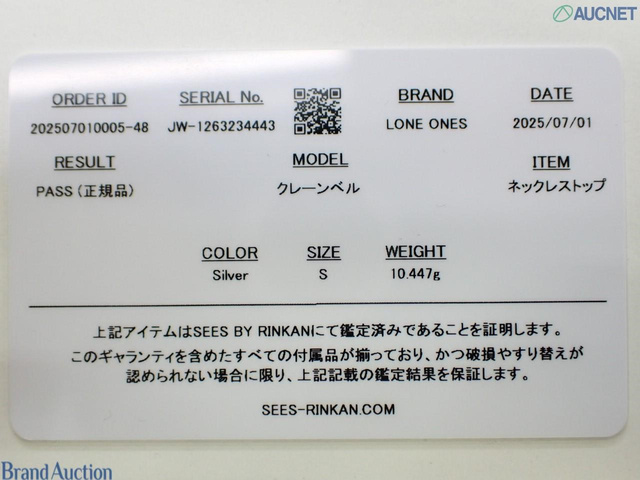 AUCNET
ORDER ID SERIAL No. BRAND DATE
202507010005-48 JW-1263234443 LONE ONES 2025/07/01
RESULT MODEL ITEM
PASS（正規品） クレーンベル ネックレストップ
COLOR SIZE WEIGHT
Silver S 10.447g
上記アイテムはSEES BY RINKANにて鑑定済みであることを証明します。
このギャランティを含めたすべての付属品が揃っており、かつ破損やすり替えが
認められない場合に限り、上記記載の鑑定結果を保証します。
SEES-RINKAN.COM
Brand Auction